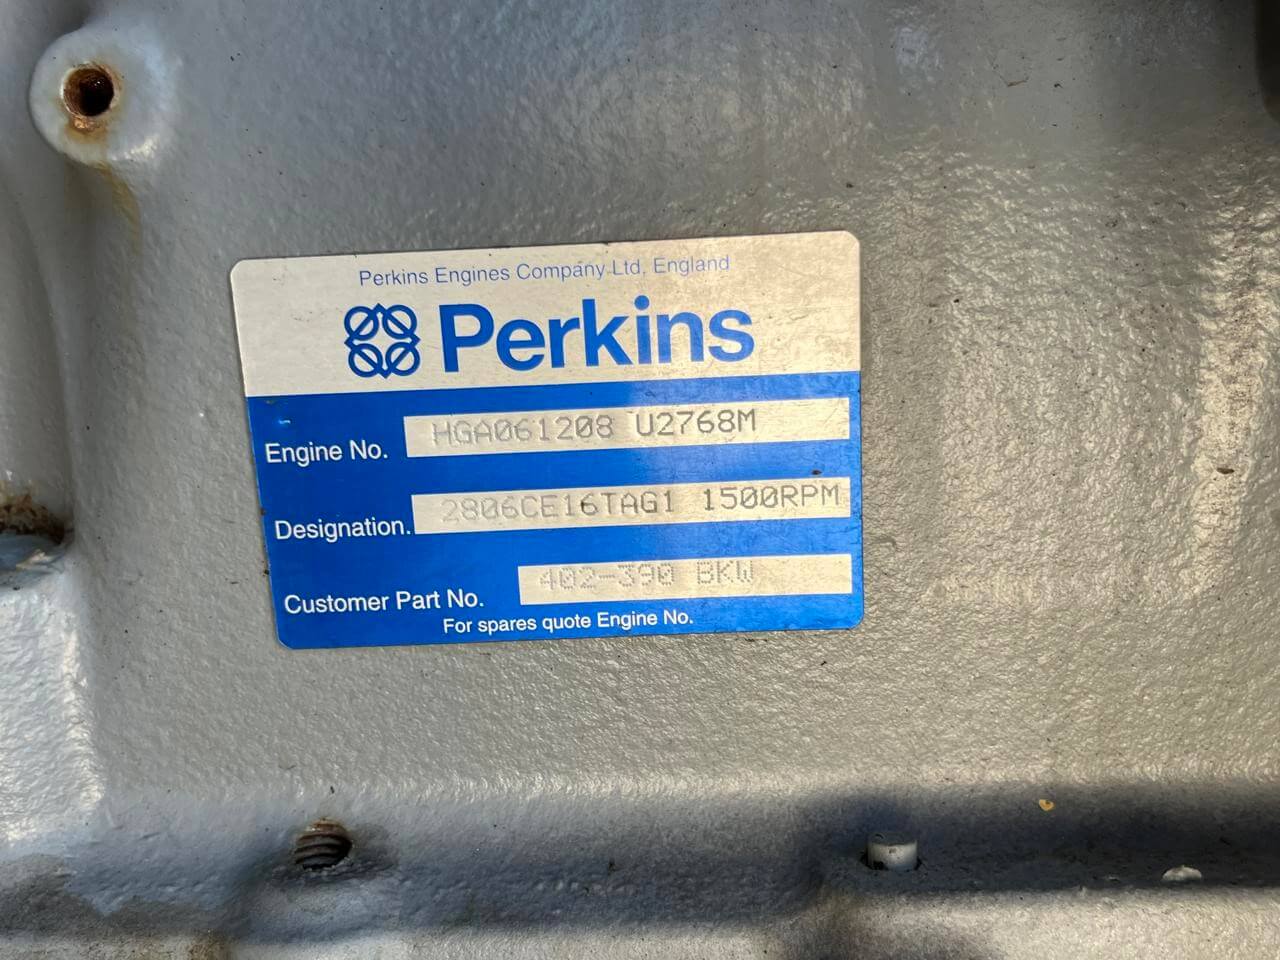 Perkins Engines Company Ltd, England
Perkins
Engine No. HGA061208 U2768M
Designation. 2806CE16TAG1 1500RPM
Customer Part No. 402-390 BKW
For spares quote Engine No.